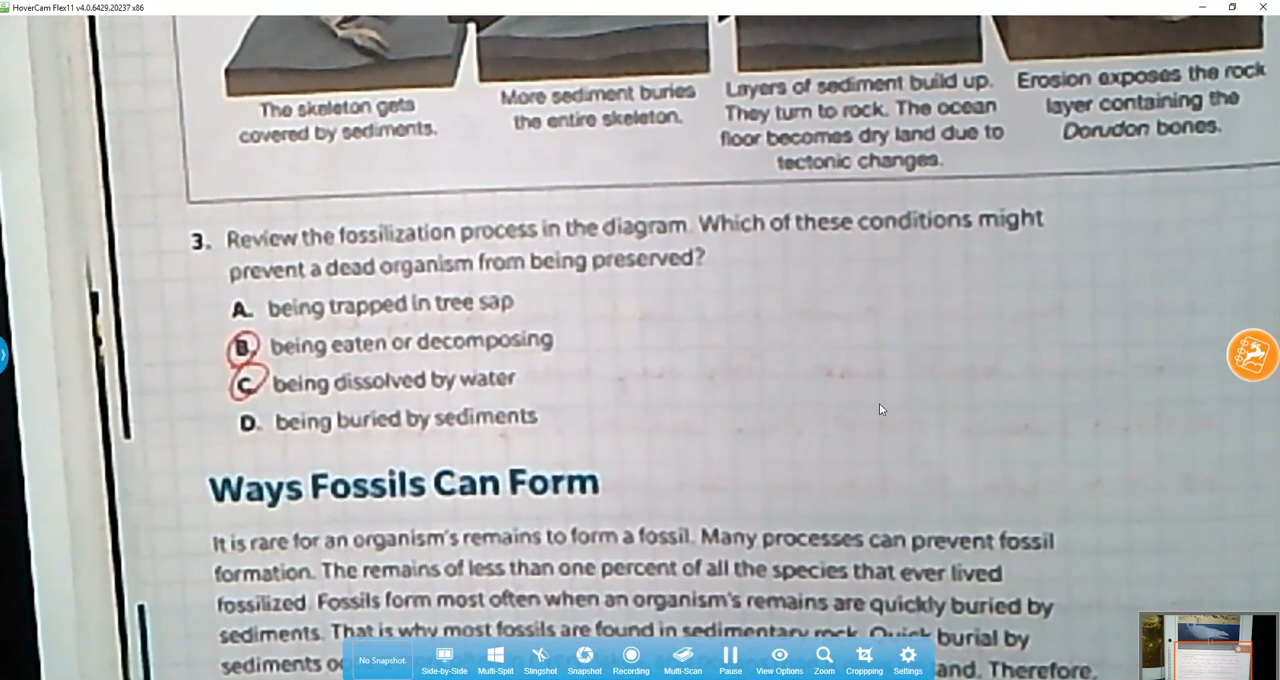 HoverCam Flex11 v4.0.6429.20237 x86
The skeleton gets
covered by sediments.
More sediment buries
the entire skeleton.
Layers of sediment build up.
They turn to rock. The ocean
floor becomes dry land due to
tectonic changes.
Erosion exposes the rock
layer containing the
Dorudon bones.
3. Review the fossilization process in the diagram. Which of these conditions might
prevent a dead organism from being preserved?
A. being trapped in tree sap
B. being eaten or decomposing
C. being dissolved by water
D. being buried by sediments
Ways Fossils Can Form
It is rare for an organism's remains to form a fossil. Many processes can prevent fossil
formation. The remains of less than one percent of all the species that ever lived
fossilized. Fossils form most often when an organism's remains are quickly buried by
sediments. That is why most fossils are found in sedimentary rock. Quick burial by
sediments and. Therefore,
No Snapshot.
Side-by-Side
Multi-Split
Slingshot
Snapshot
Recording
Multi-Scan
Pause
View Options
Zoom
Croppping
Settings